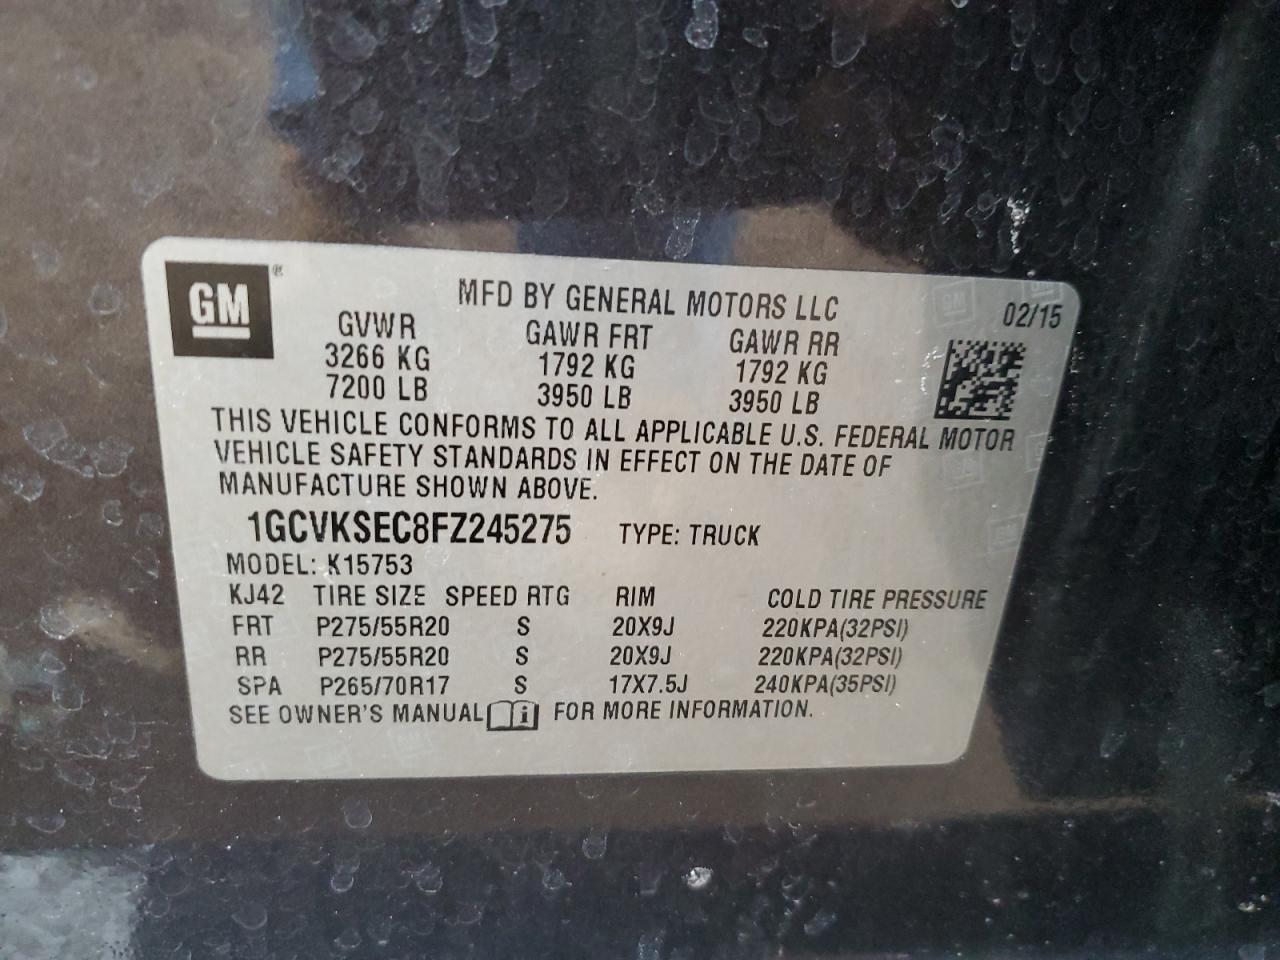 GM®
MFD BY GENERAL MOTORS LLC
02/15
GVWR GAWR FRT GAWR RR
3266 KG 1792 KG 1792 KG
7200 LB 3950 LB 3950 LB
THIS VEHICLE CONFORMS TO ALL APPLICABLE U.S. FEDERAL MOTOR
VEHICLE SAFETY STANDARDS IN EFFECT ON THE DATE OF
MANUFACTURE SHOWN ABOVE.
1GCVKSEC8FZ245275 TYPE: TRUCK
MODEL: K15753
KJ42 TIRE SIZE SPEED RTG RIM COLD TIRE PRESSURE
FRT P275/55R20 S 20X9J 220KPA(32PSI)
RR P275/55R20 S 20X9J 220KPA(32PSI)
SPA P265/70R17 S 17X7.5J 240KPA(35PSI)
SEE OWNER'S MANUAL i FOR MORE INFORMATION.